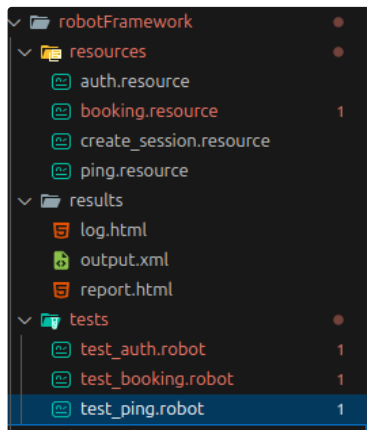 robotFramework
resources
auth.resource
booking.resource 1
create_session.resource
ping.resource
results
log.html
output.xml
report.html
tests
test_auth.robot 1
test_booking.robot 1
test_ping.robot 1